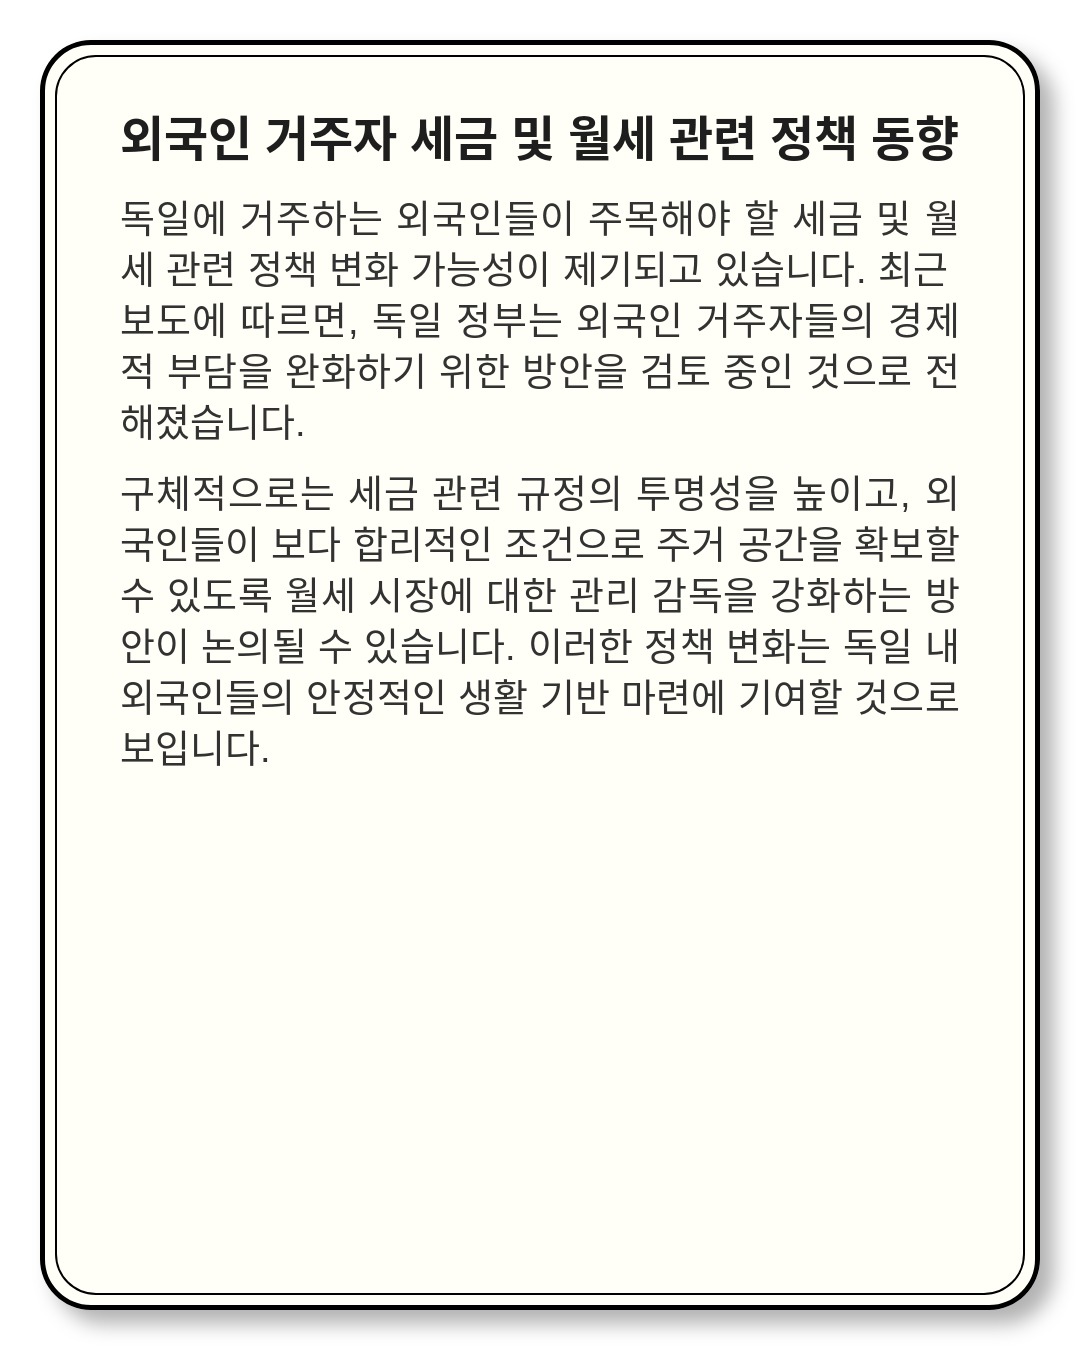 외국인 거주자 세금 및 월세 관련 정책 동향
독일에 거주하는 외국인들이 주목해야 할 세금 및 월
세 관련 정책 변화 가능성이 제기되고 있습니다. 최근
보도에 따르면, 독일 정부는 외국인 거주자들의 경제
적 부담을 완화하기 위한 방안을 검토 중인 것으로 전
해졌습니다.
구체적으로는 세금 관련 규정의 투명성을 높이고, 외
국인들이 보다 합리적인 조건으로 주거 공간을 확보할
수 있도록 월세 시장에 대한 관리 감독을 강화하는 방
안이 논의될 수 있습니다. 이러한 정책 변화는 독일 내
외국인들의 안정적인 생활 기반 마련에 기여할 것으로
보입니다.